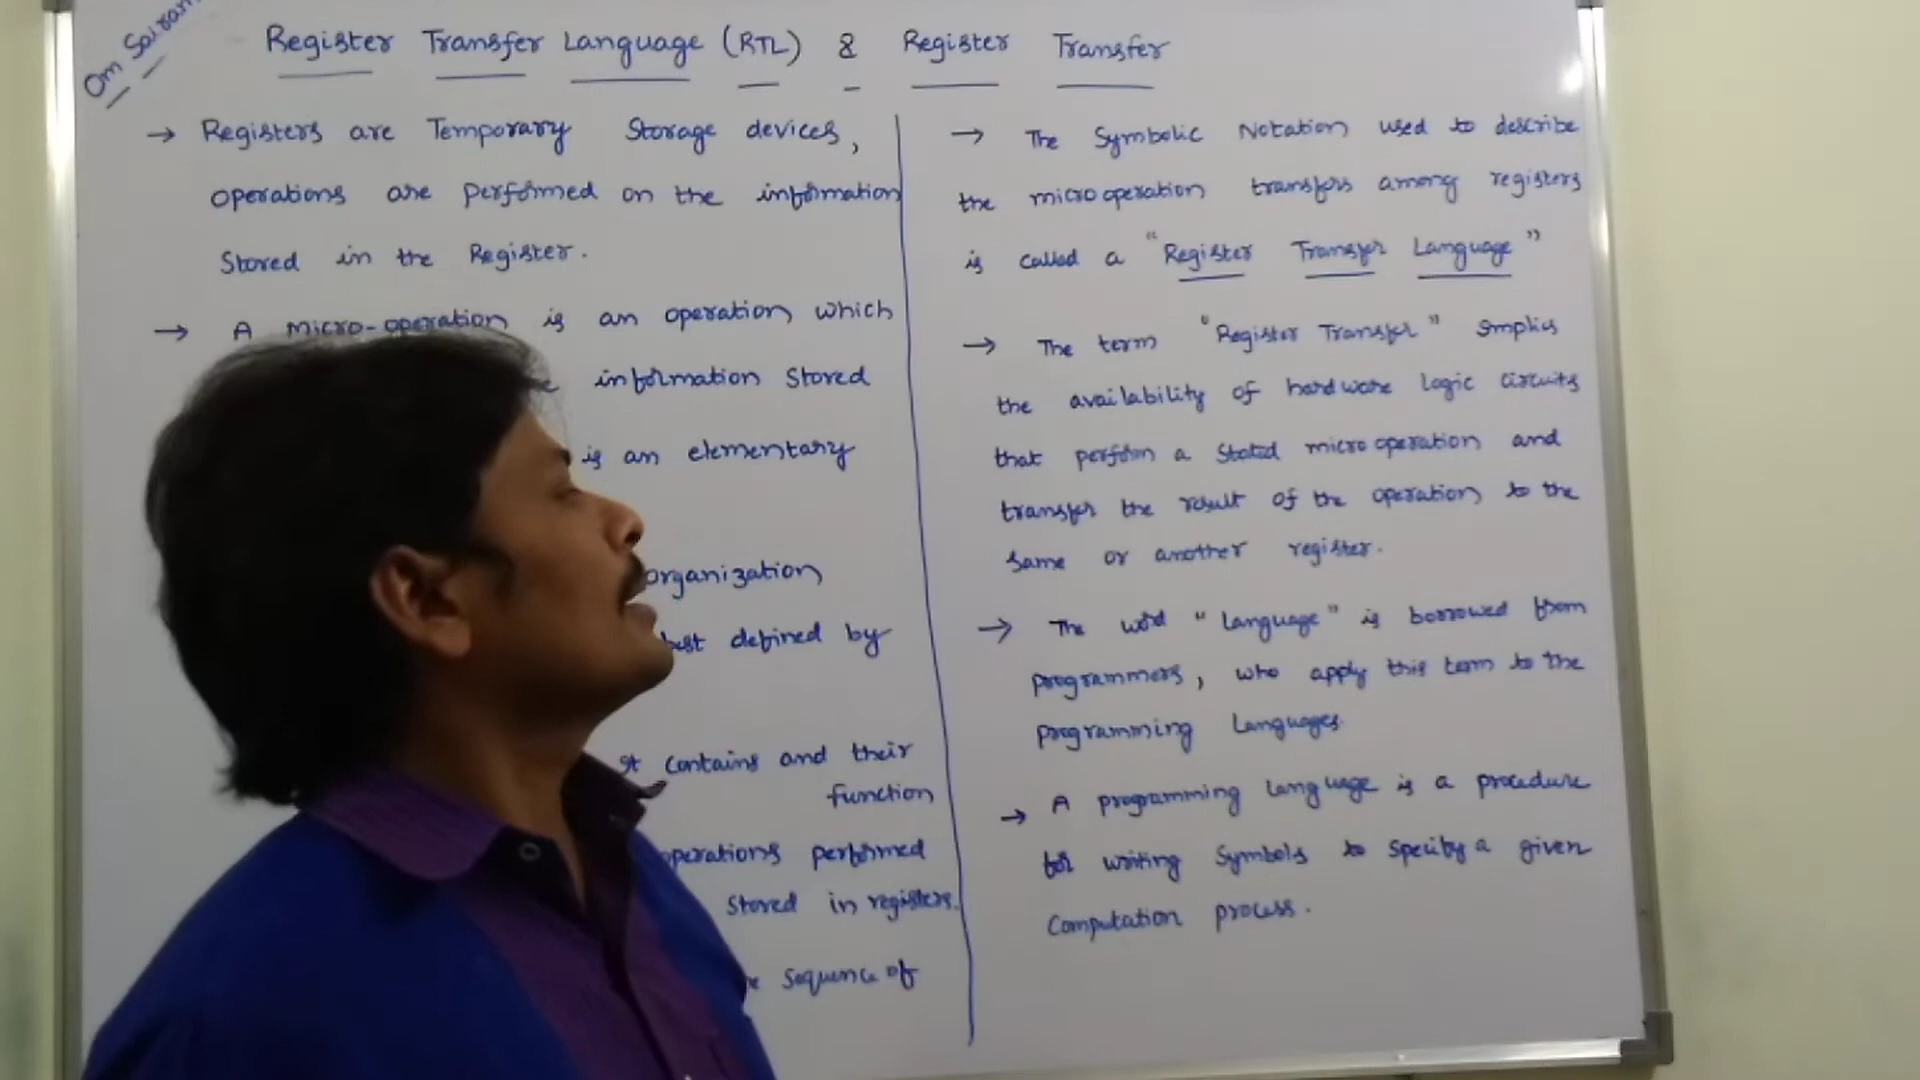 Om Sairam
Register Transfer Language (RTL) & Register Transfer
→ Registers are Temporary Storage devices,
operations are performed on the information
Stored in the Register.
→ A Micro-operation is an operation which
information stored
is an elementary
organization
best defined by
It contains and their
function
operations performed
stored in registers.
sequence of
→ The Symbolic Notation used to describe
the microoperation transfers among registers
is called a "Register Transfer Language"
→ The term "Register Transfer" Implies
the availability of hardware logic circuits
that perform a stated micro operation and
transfer the result of the operation to the
same or another register.
→ The word "Language" is borrowed from
programmers, who apply this term to the
programming Languages.
→ A programming language is a procedure
for writing symbols to specify a given
Computation process.